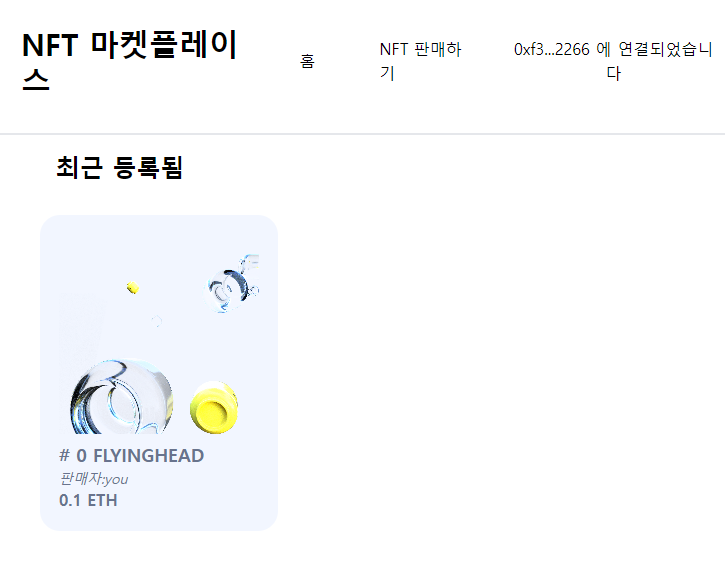 NFT 마켓플레이
스
홈
NFT 판매하
기
0xf3...2266 에 연결되었습니
다
최근 등록됨
# 0 FLYINGHEAD
판매자:you
0.1 ETH